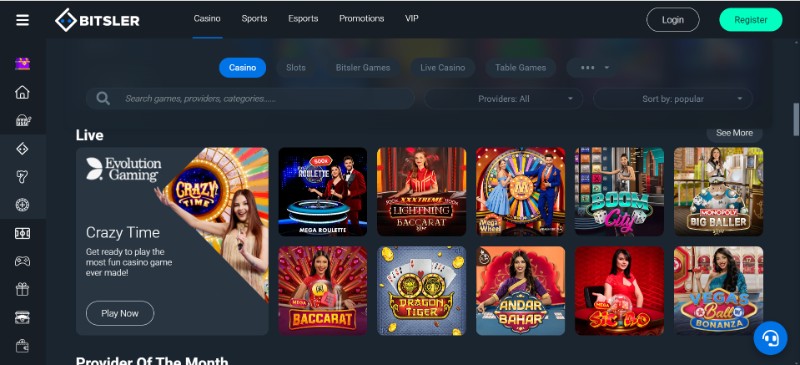 BITSLER
Casino
Sports
Esports
Promotions
VIP
Login
Register
Casino
Slots
Bitsler Games
Live Casino
Table Games
Search games, providers, categories......
Providers: All
Sort by: popular
Live
See More
Evolution
Gaming
CRAZY
TIME
Crazy Time
Get ready to play the
most fun casino game
ever made!
Play Now
500X
ROULETTE
MEGA ROULETTE
XXXTREME
LIGHTNING
BACCARAT
Mega
Wheel
BOOM
City
MONOPOLY
BIG BALLER
MEGA
BACCARAT
DRAGON
TIGER
ANDAR
BAHAR
MEGA
VEGAS
Ball
BONANZA
Provider Of The Month